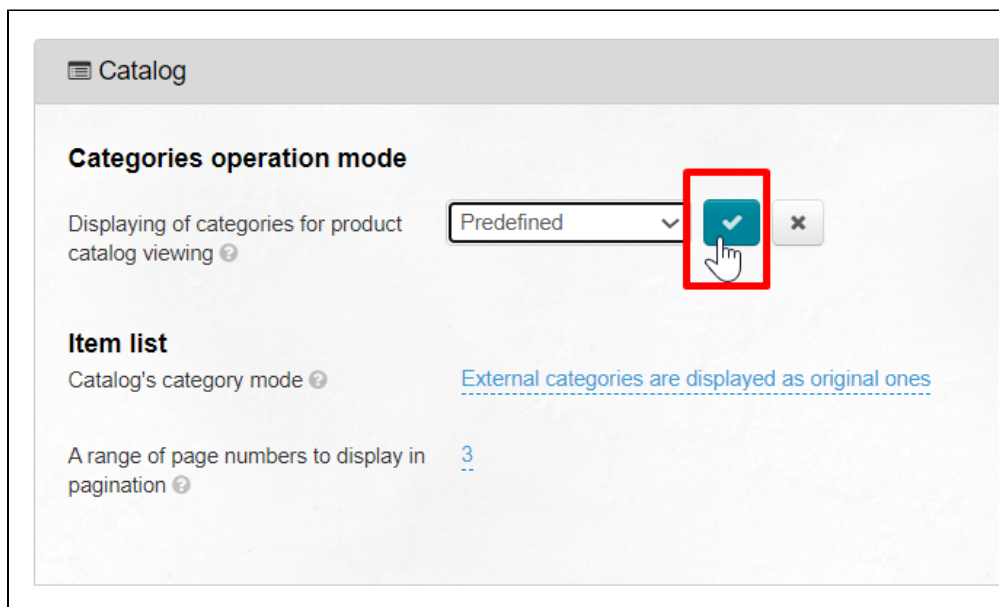 Catalog
Categories operation mode
Displaying of categories for product
catalog viewing
Predefined
Item list
Catalog's category mode
External categories are displayed as original ones
A range of page numbers to display in
pagination
3